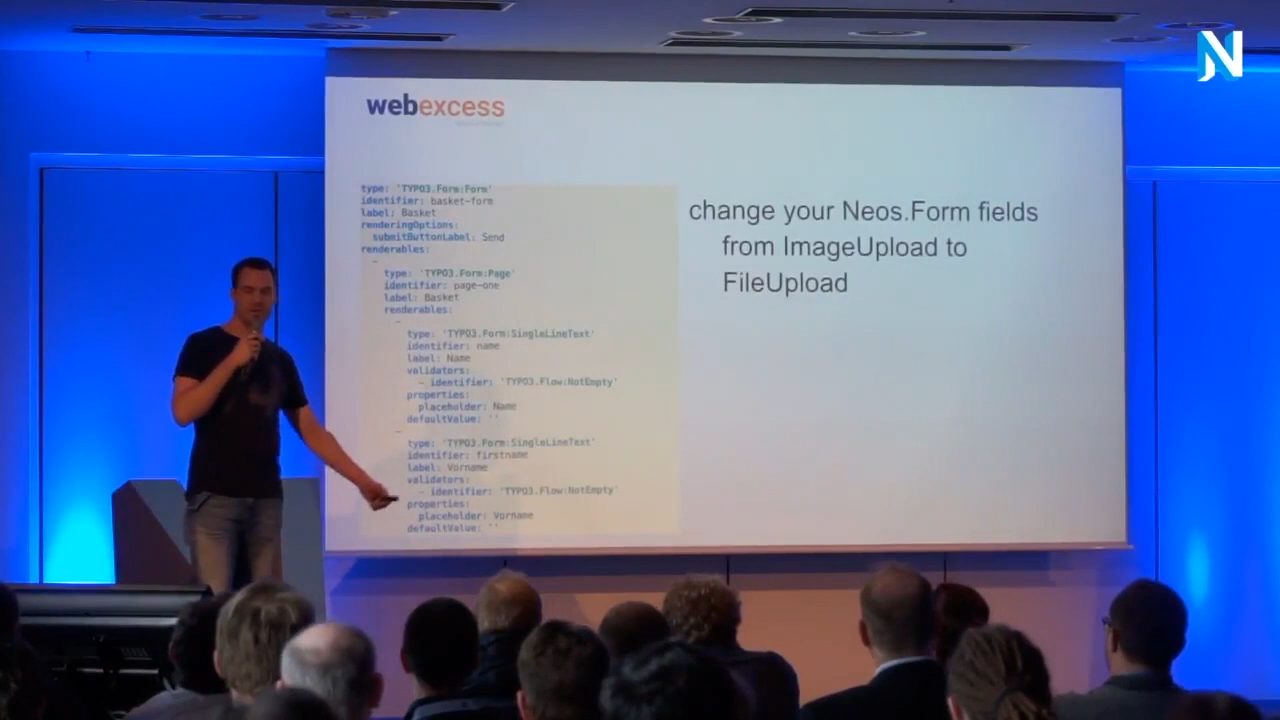 N
webexcess
type: 'TYPO3.Form:Form'
identifier: basket-form
label: Basket
renderingOptions:
submitButtonLabel: Send
renderables:
-
type: 'TYPO3.Form:Page'
identifier: page-one
label: Basket
renderables:
-
type: 'TYPO3.Form:SingleLineText'
identifier: name
label: Name
validators:
- identifier: 'TYPO3.Flow:NotEmpty'
properties:
placeholder: Name
defaultValue: ''
-
type: 'TYPO3.Form:SingleLineText'
identifier: firstname
label: Vorname
validators:
- identifier: 'TYPO3.Flow:NotEmpty'
properties:
placeholder: Vorname
defaultValue: ''
change your Neos.Form fields
from ImageUpload to
FileUpload